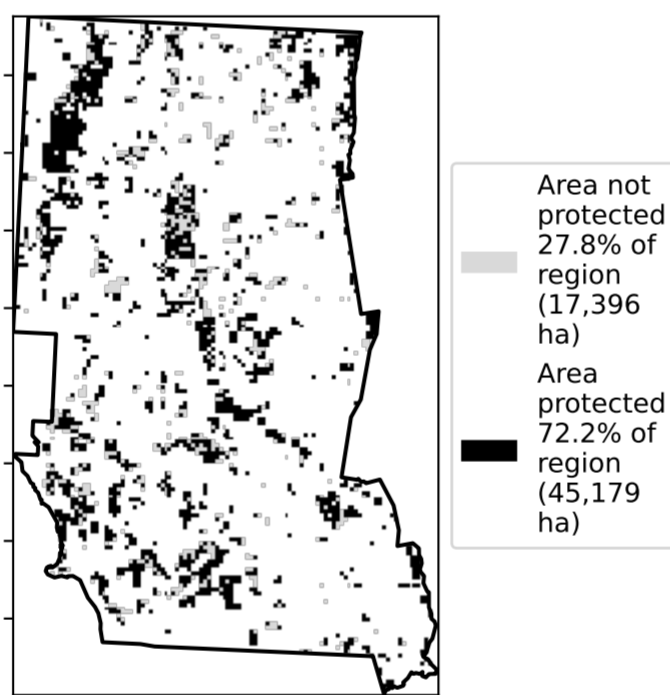 Area not
protected
27.8% of
region
(17,396
ha)
Area
protected
72.2% of
region
(45,179
ha)